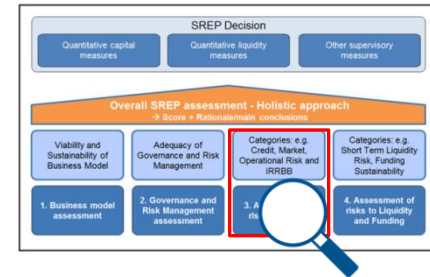 SREP Decision
Quantitative capital
measures
Quantitative liquidity
measures
Other supervisory
measures
Overall SREP assessment - Holistic approach
→ Score + Rationale/main conclusions
Viability and
Sustainability of
Business Model
Adequacy of
Governance and Risk
Management
Categories: e.g.
Credit, Market,
Operational Risk and
IRRBB
Categories: e.g.
Short Term Liquidity
Risk, Funding
Sustainability
1. Business model
assessment
2. Governance and
Risk Management
assessment
3. A
4. Assessment of
risks to Liquidity
and Funding